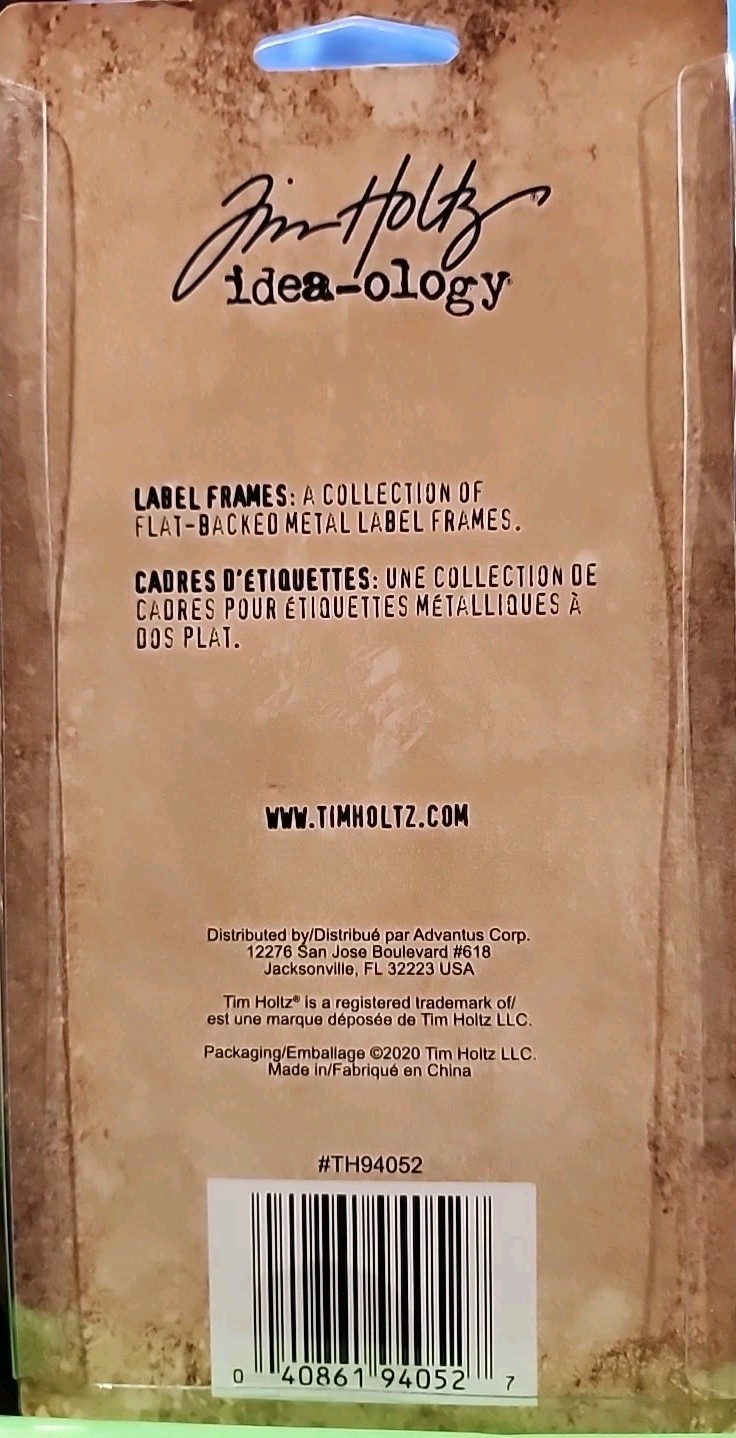 Tim Holtz®
idea-ology
LABEL FRAMES: A COLLECTION OF
FLAT-BACKED METAL LABEL FRAMES.
CADRES D'ÉTIQUETTES: UNE COLLECTION DE
CADRES POUR ÉTIQUETTES MÉTALLIQUES À
DOS PLAT.
WWW.TIMHOLTZ.COM
Distributed by/Distribué par Advantus Corp.
12276 San Jose Boulevard #618
Jacksonville, FL 32223 USA
Tim Holtz® is a registered trademark of/
est une marque déposée de Tim Holtz LLC.
Packaging/Emballage ©2020 Tim Holtz LLC.
Made in/Fabriqué en China
#TH94052
0 40861 94052 7